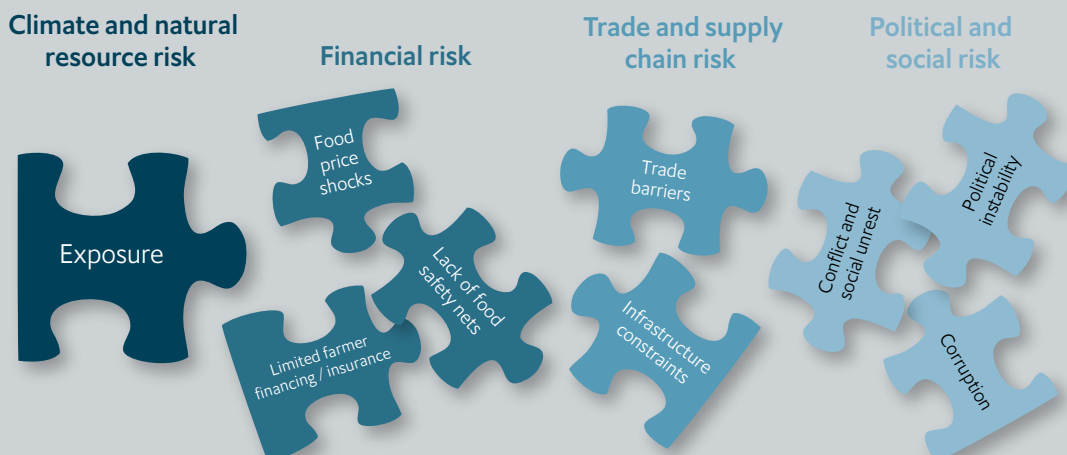 Climate and natural
resource risk
Exposure
Financial risk
Food
price
shocks
Lack of food
safety nets
Limited farmer
financing / insurance
Trade and supply
chain risk
Trade
barriers
Infrastructure
constraints
Political and
social risk
Political
instability
Conflict and
social unrest
Corruption